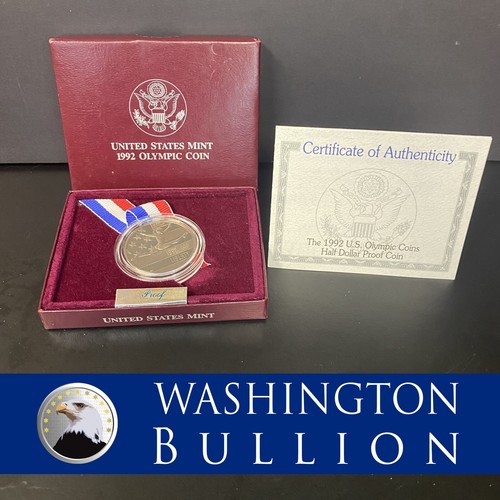 UNITED STATES MINT
1992 OLYMPIC COIN
Certificate of Authenticity
The 1992 U.S. Olympic Coins
Half Dollar Proof Coin
Proof
UNITED STATES MINT
WASHINGTON
BULLION